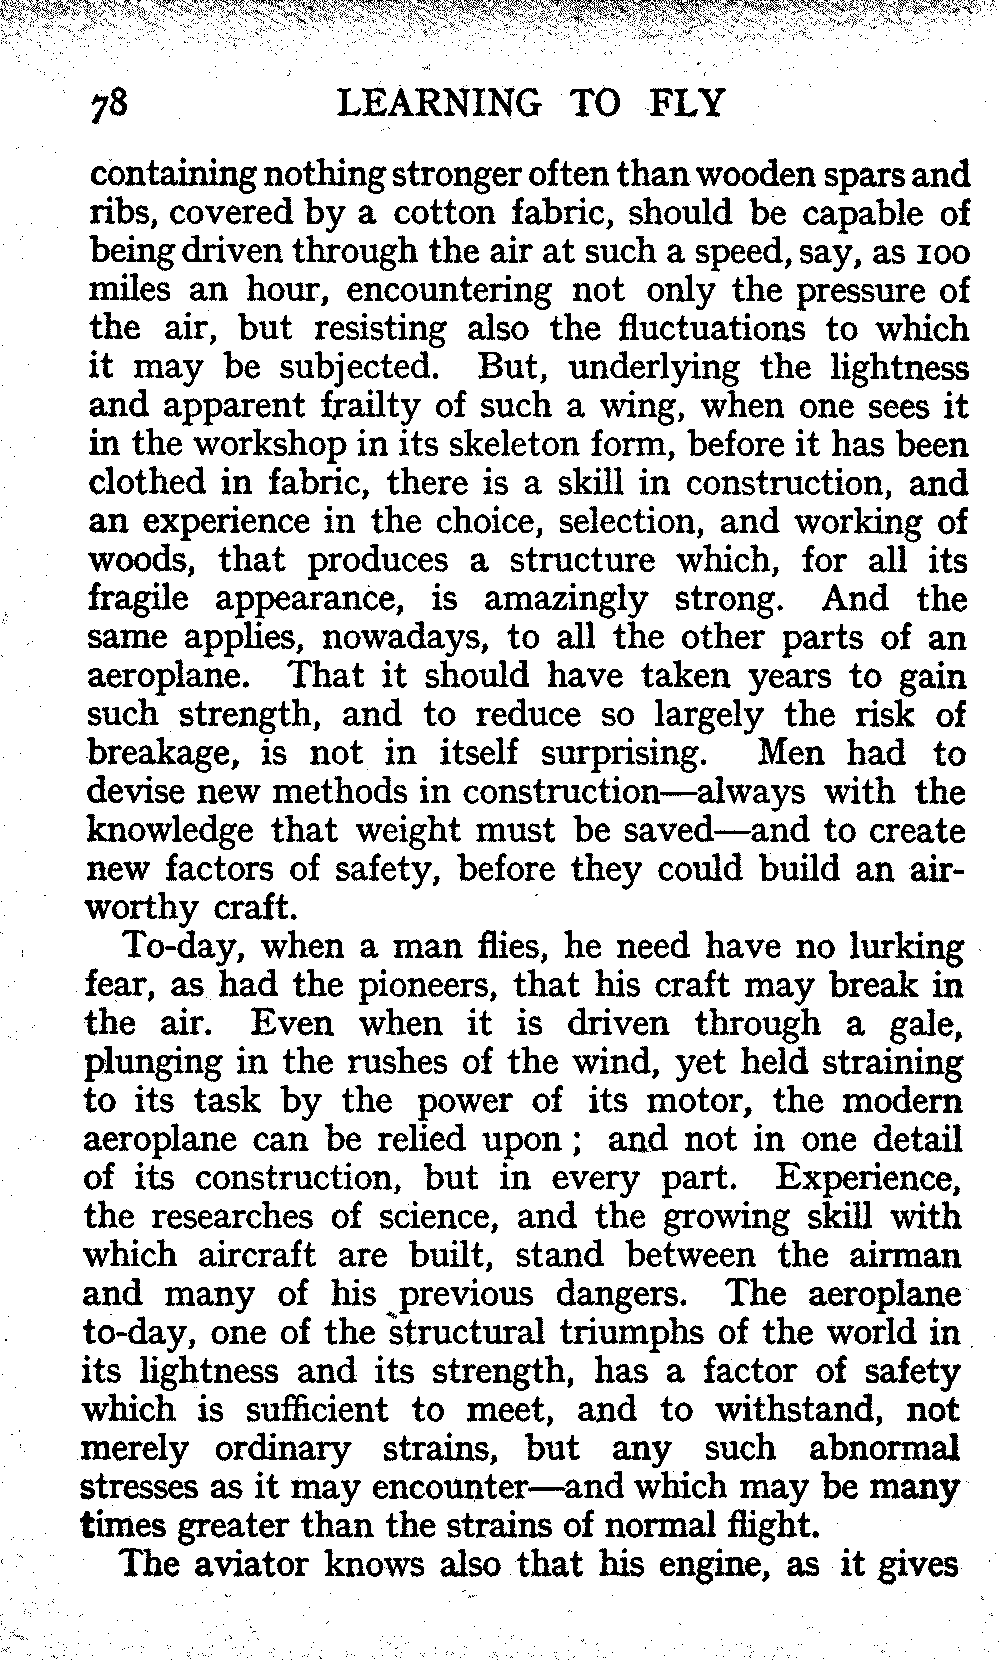 78 LEARNING TO FLY
containing nothing stronger often than wooden spars and
ribs, covered by a cotton fabric, should be capable of
being driven through the air at such a speed, say, as 100
miles an hour, encountering not only the pressure of
the air, but resisting also the fluctuations to which
it may be subjected. But, underlying the lightness
and apparent frailty of such a wing, when one sees it
in the workshop in its skeleton form, before it has been
clothed in fabric, there is a skill in construction, and
an experience in the choice, selection, and working of
woods, that produces a structure which, for all its
fragile appearance, is amazingly strong. And the
same applies, nowadays, to all the other parts of an
aeroplane. That it should have taken years to gain
such strength, and to reduce so largely the risk of
breakage, is not in itself surprising. Men had to
devise new methods in construction—always with the
knowledge that weight must be saved—and to create
new factors of safety, before they could build an air-
worthy craft.
To-day, when a man flies, he need have no lurking
fear, as had the pioneers, that his craft may break in
the air. Even when it is driven through a gale,
plunging in the rushes of the wind, yet held straining
to its task by the power of its motor, the modern
aeroplane can be relied upon ; and not in one detail
of its construction, but in every part. Experience,
the researches of science, and the growing skill with
which aircraft are built, stand between the airman
and many of his previous dangers. The aeroplane
to-day, one of the structural triumphs of the world in
its lightness and its strength, has a factor of safety
which is sufficient to meet, and to withstand, not
merely ordinary strains, but any such abnormal
stresses as it may encounter—and which may be many
times greater than the strains of normal flight.
The aviator knows also that his engine, as it gives